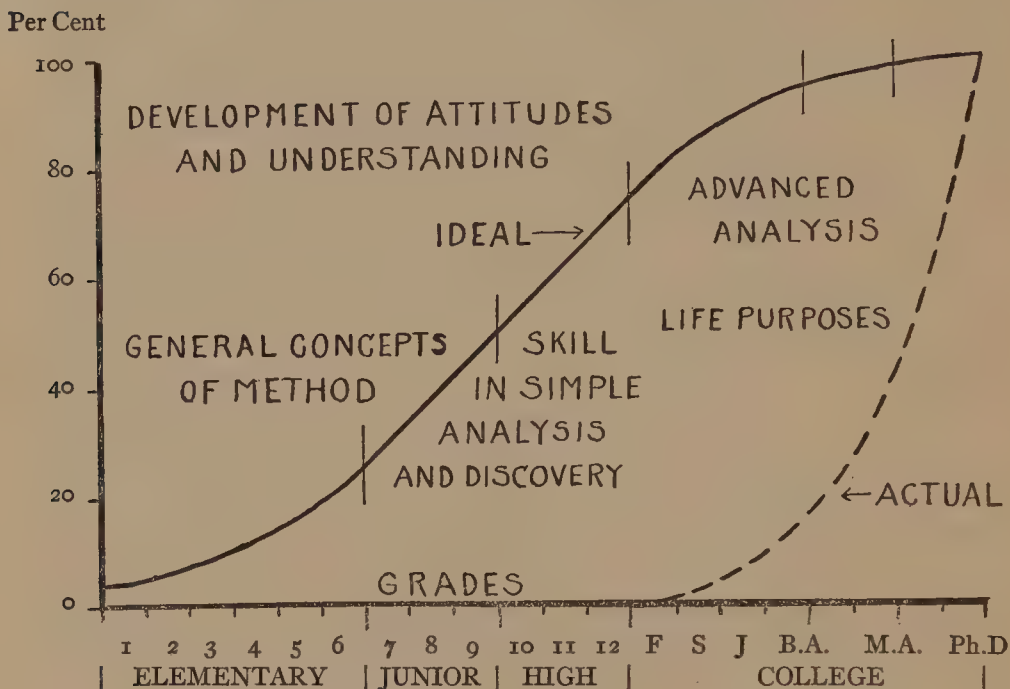 Per Cent
100
DEVELOPMENT OF ATTITUDES
AND UNDERSTANDING
80
ADVANCED
ANALYSIS
IDEAL→
60
LIFE PURPOSES
GENERAL CONCEPTS
OF METHOD
SKILL
IN SIMPLE
ANALYSIS
AND DISCOVERY
40
20
←ACTUAL
GRADES
0
1 2 3 4 5 6 7 8 9 10 11 12 F S J B.A. M.A. Ph.D
ELEMENTARY JUNIOR HIGH COLLEGE